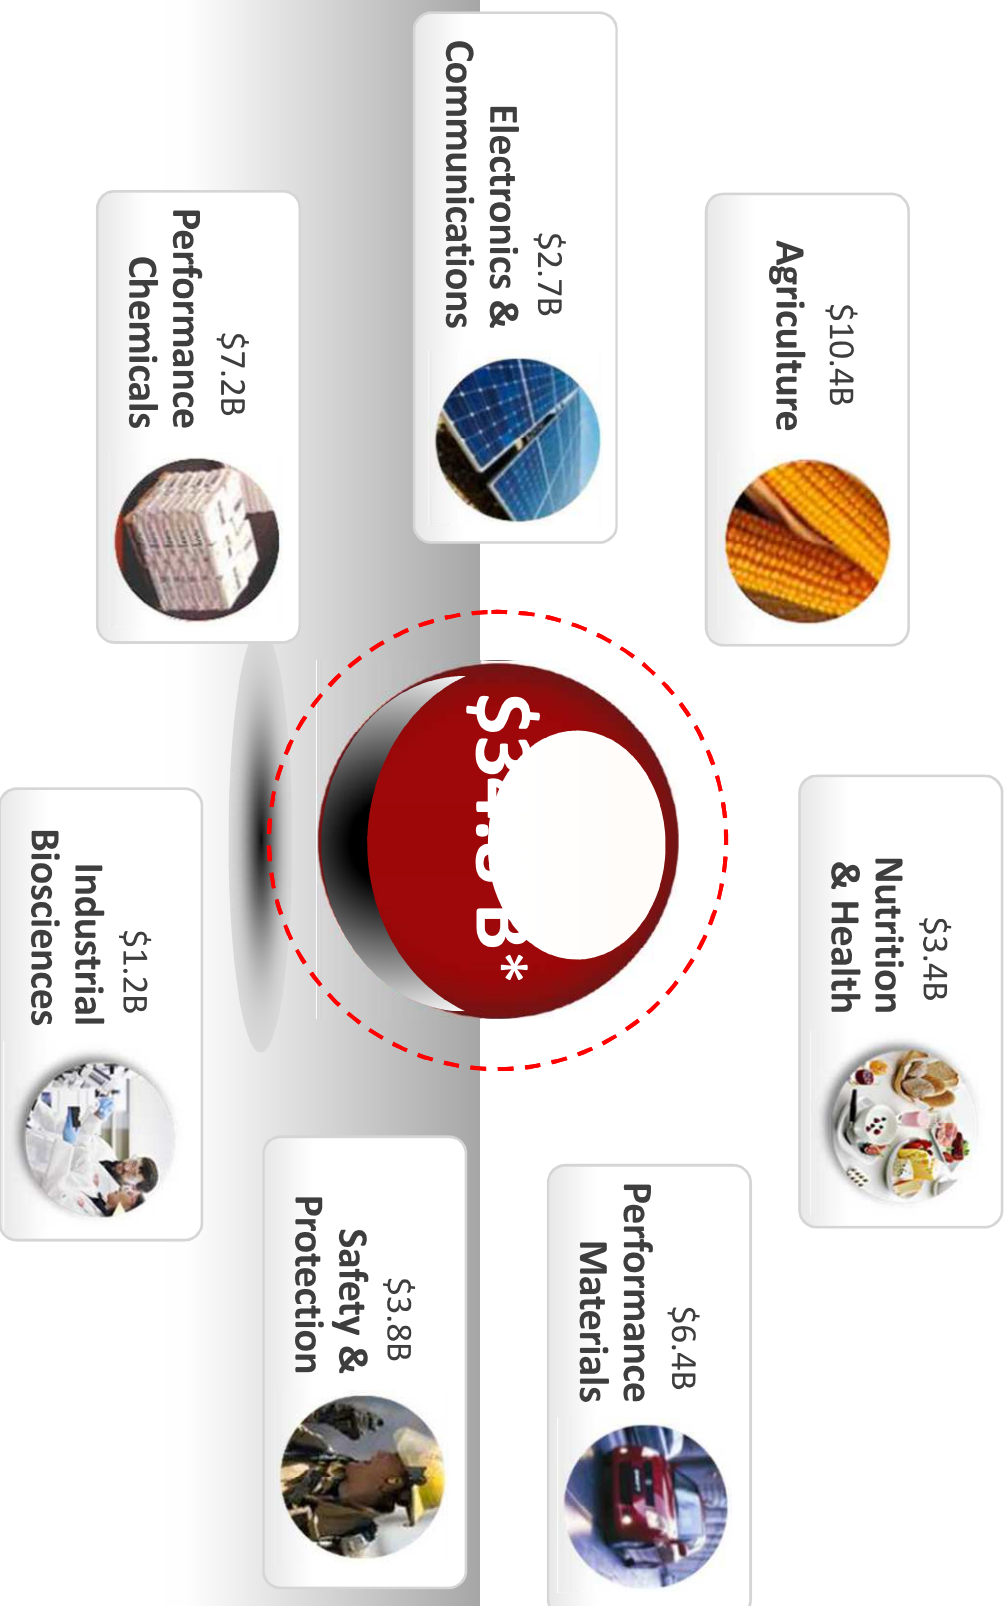 $3.4B
Nutrition
& Health
$10.4B
Agriculture
$6.4B
Performance
Materials
$2.7B
Electronics &
Communications
B*
$3.8B
Safety &
Protection
$7.2B
Performance
Chemicals
$1.2B
Industrial
Biosciences